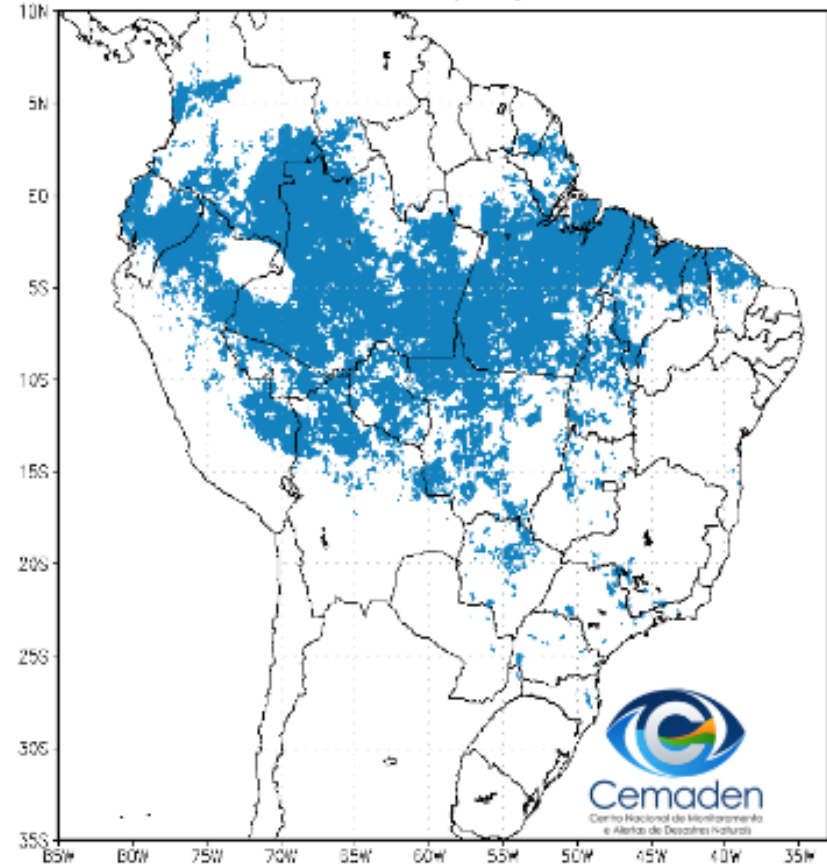 10N
5N
EQ
5S
10S
15S
20S
25S
30S
35S
85W 80W 75W 70W 65W 60W 55W 50W 45W 40W 35W
Cemaden
Centro Nacional de Monitoramento
e Alertas de Desastres Naturais